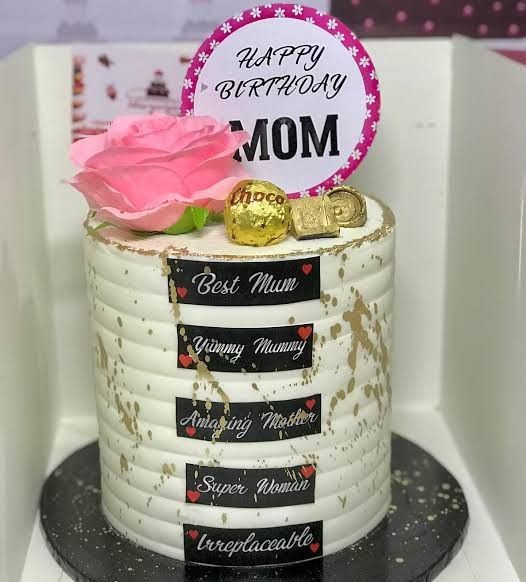 HAPPY
BIRTHDAY
MOM
Choco
Best Mum
Yummy Mummy
Amazing Mother
Super Woman
Irreplaceable